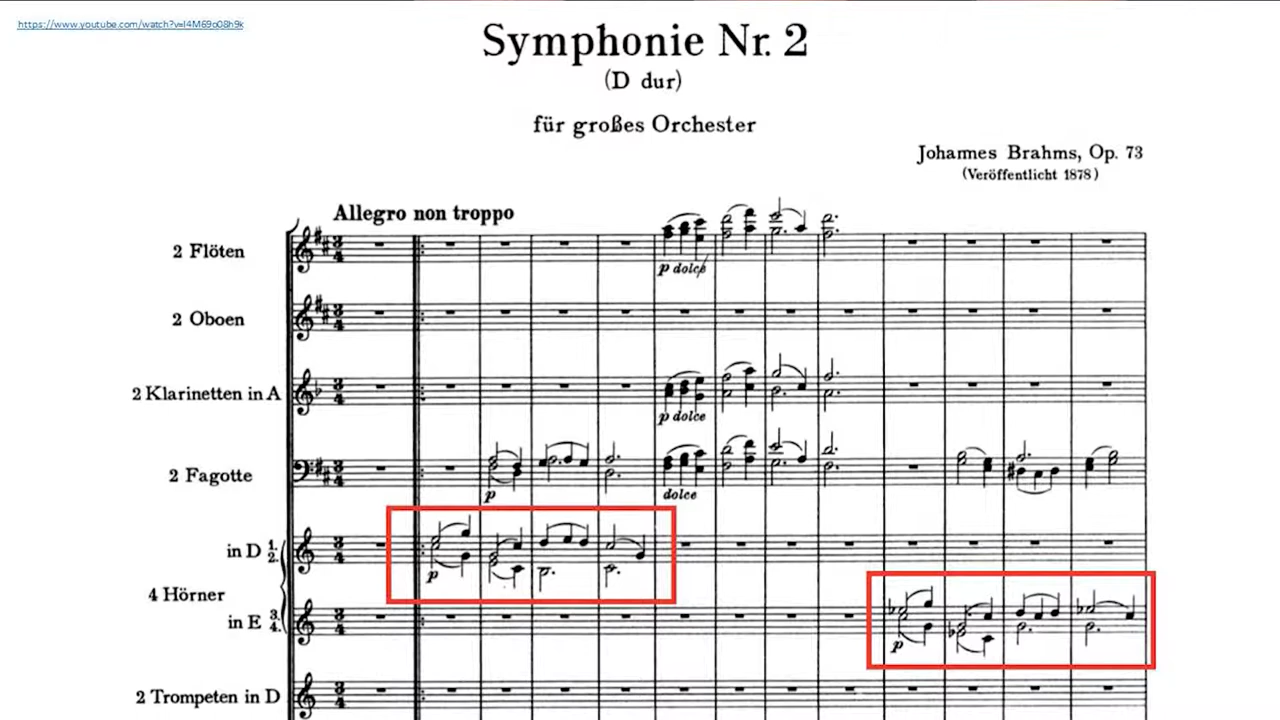 https://www.youtube.com/watch?v=l4M69o08h9k
Symphonie Nr. 2
(D dur)
für großes Orchester
Johannes Brahms, Op. 73
(Veröffentlicht 1878)
Allegro non troppo
2 Flöten
p dolce
2 Oboen
2 Klarinetten in A
p dolce
2 Fagotte
p
dolce
in D 1/2.
p
4 Hörner
in E 3/4.
p
2 Trompeten in D